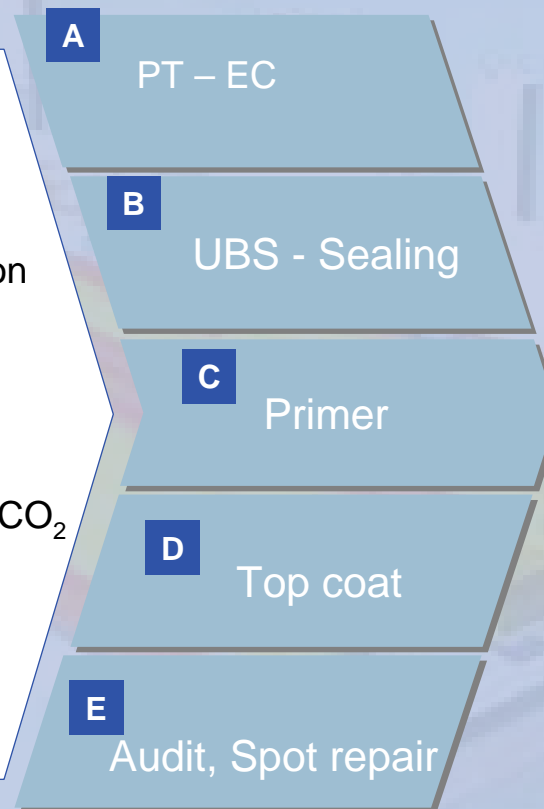 A
PT – EC
B
UBS - Sealing
on
C
Primer
CO₂
D
Top coat
E
Audit, Spot repair